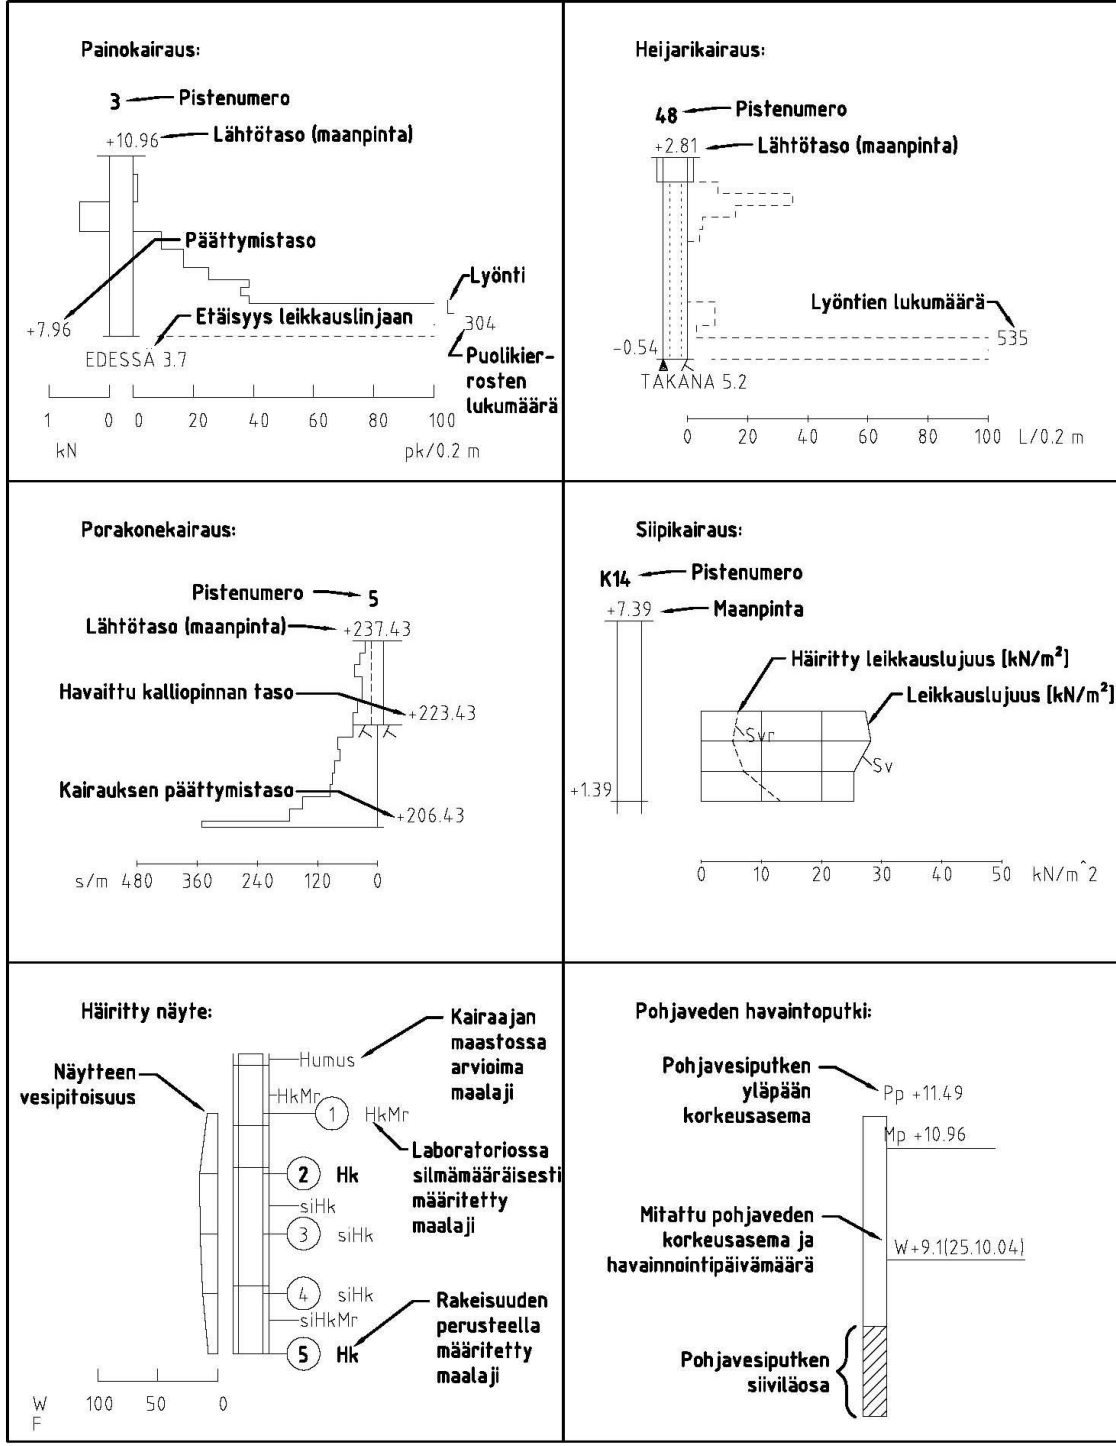 Painokairaus:
3
Pistenumero
+10.96
Lähtötaso (maanpinta)
Päättymistaso
Lyönti
+7.96
Etäisyys leikkauslinjaan
304
EDESSÄ 3.7
Puolikier-
rosten
lukumäärä
1 0 0 20 40 60 80 100
kN
pk/0.2 m
Heijarikairaus:
48
Pistenumero
+2.81
Lähtötaso (maanpinta)
Lyöntien lukumäärä
535
-0.54
TAKANA 5.2
0 20 40 60 80 100 L/0.2 m
Porakonekairaus:
Pistenumero
5
Lähtötaso (maanpinta)
+237.43
Havaittu kalliopinnan taso
+223.43
Kairauksen päättymistaso
+206.43
s/m 480 360 240 120 0
Siipikairaus:
K14
Pistenumero
+7.39
Maanpinta
Häiritty leikkauslujuus [kN/m²]
Leikkauslujuus [kN/m²]
Svr
Sv
+1.39
0 10 20 30 40 50 kN/m^2
Häiritty näyte:
Kairaajan
maastossa
arvioima
maalaji
Humus
Näytteen
vesipitoisuus
HkMr
1 HkMr
Laboratoriossa
silmämääräisesti
määritetty
maalaji
2 Hk
siHk
3 siHk
4 siHk
siHkMr
Rakeisuuden
perusteella
määritetty
maalaji
5 Hk
W 100 50 0
F
Pohjaveden havaintoputki:
Pohjavesiputken
yläpään
korkeusasema
Pp +11.49
Mp +10.96
Mitattu pohjaveden
korkeusasema ja
havainnointipäivämäärä
W+9.1(25.10.04)
Pohjavesiputken
siiviläosa